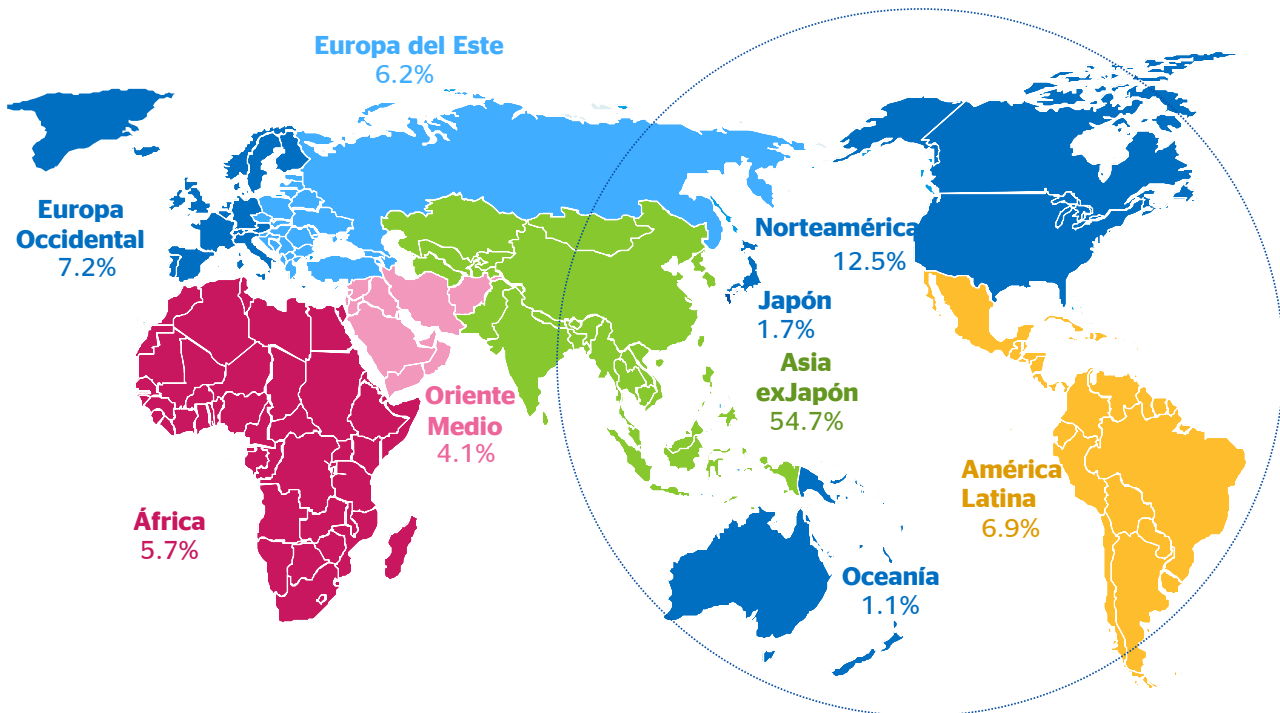 Europa del Este
6.2%
Europa
Occidental
7.2%
Norteamérica
12.5%
Japón
1.7%
Asia
exJapón
54.7%
Oriente
Medio
4.1%
América
Latina
6.9%
África
5.7%
Oceanía
1.1%